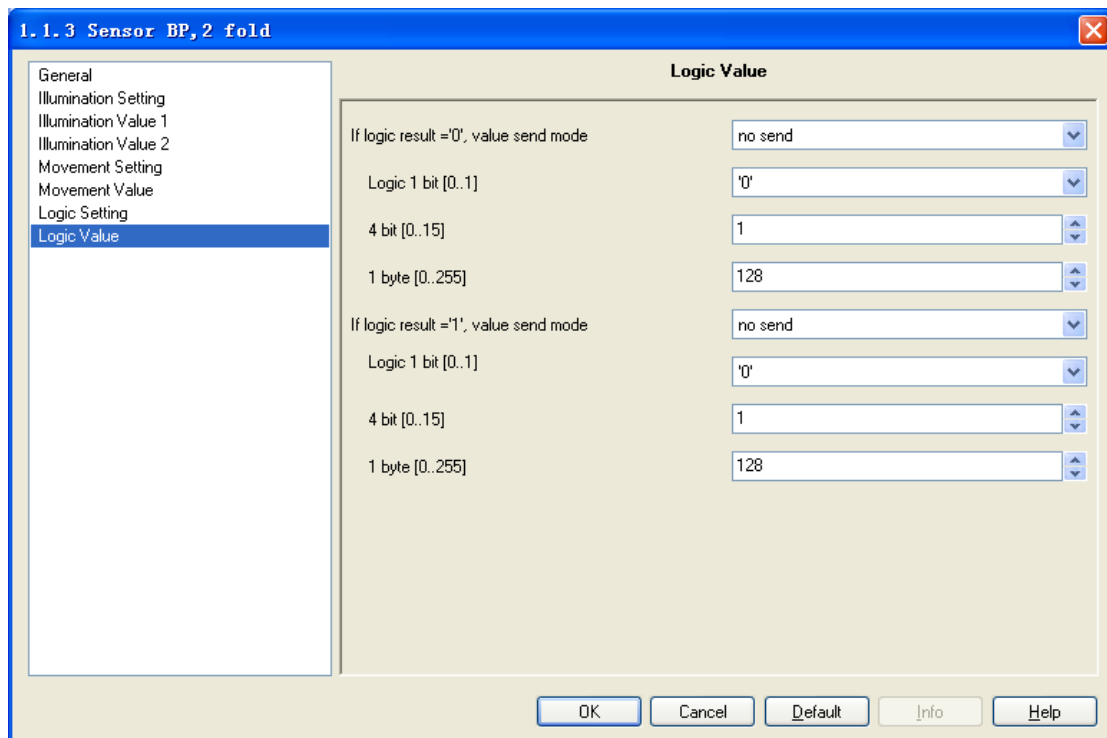 1.1.3 Sensor BP,2 fold
General
Illumination Setting
Illumination Value 1
Illumination Value 2
Movement Setting
Movement Value
Logic Setting
Logic Value
Logic Value
If logic result ='0', value send mode
no send
Logic 1 bit [0..1]
'0'
4 bit [0..15]
1
1 byte [0..255]
128
If logic result ='1', value send mode
no send
Logic 1 bit [0..1]
'0'
4 bit [0..15]
1
1 byte [0..255]
128
OK
Cancel
Default
Info
Help